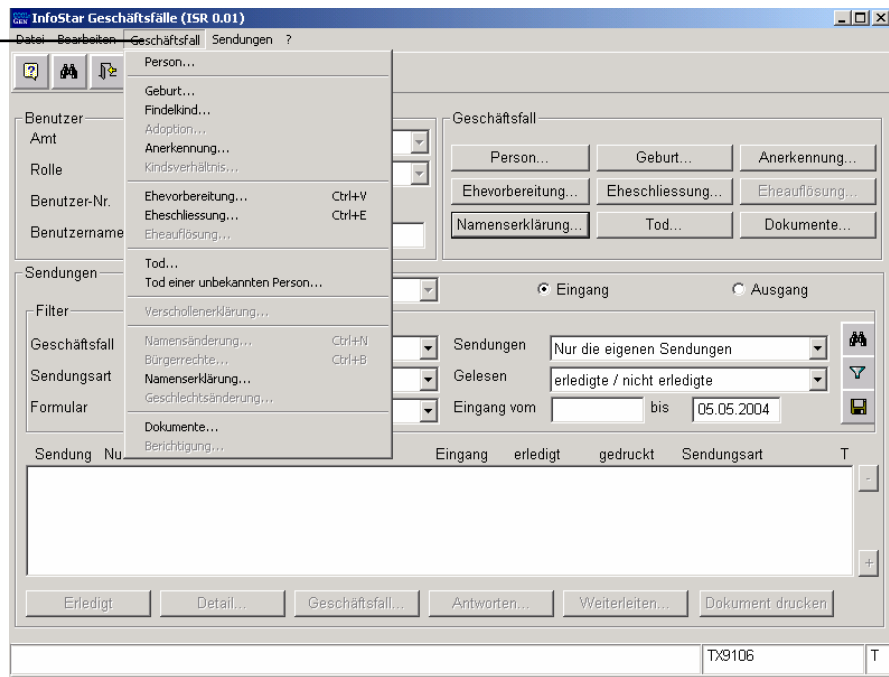 InfoStar Geschäftsfälle (ISR 0.01)
Datei Bearbeiten Geschäftsfall Sendungen ?
Person...
Geburt...
Findelkind...
Adoption...
Anerkennung...
Kindsverhältnis...
Ehevorbereitung... Ctrl+V
Eheschliessung... Ctrl+E
Eheauflösung...
Tod...
Tod einer unbekannten Person...
Verschollenerklärung...
Namensänderung... Ctrl+N
Bürgerrechte... Ctrl+B
Namenserklärung...
Geschlechtsänderung...
Dokumente...
Berichtigung...
Benutzer
Amt
Rolle
Benutzer-Nr.
Benutzername
Geschäftsfall
Person... Geburt... Anerkennung...
Ehevorbereitung... Eheschliessung... Eheauflösung...
Namenserklärung... Tod... Dokumente...
Sendungen
Eingang Ausgang
Filter
Geschäftsfall
Sendungsart
Formular
Sendungen Nur die eigenen Sendungen
Gelesen erledigte / nicht erledigte
Eingang vom bis 05.05.2004
Sendung Nu Eingang erledigt gedruckt Sendungsart T
-
+
Erledigt Detail... Geschäftsfall... Antworten... Weiterleiten... Dokument drucken
TX9106 T